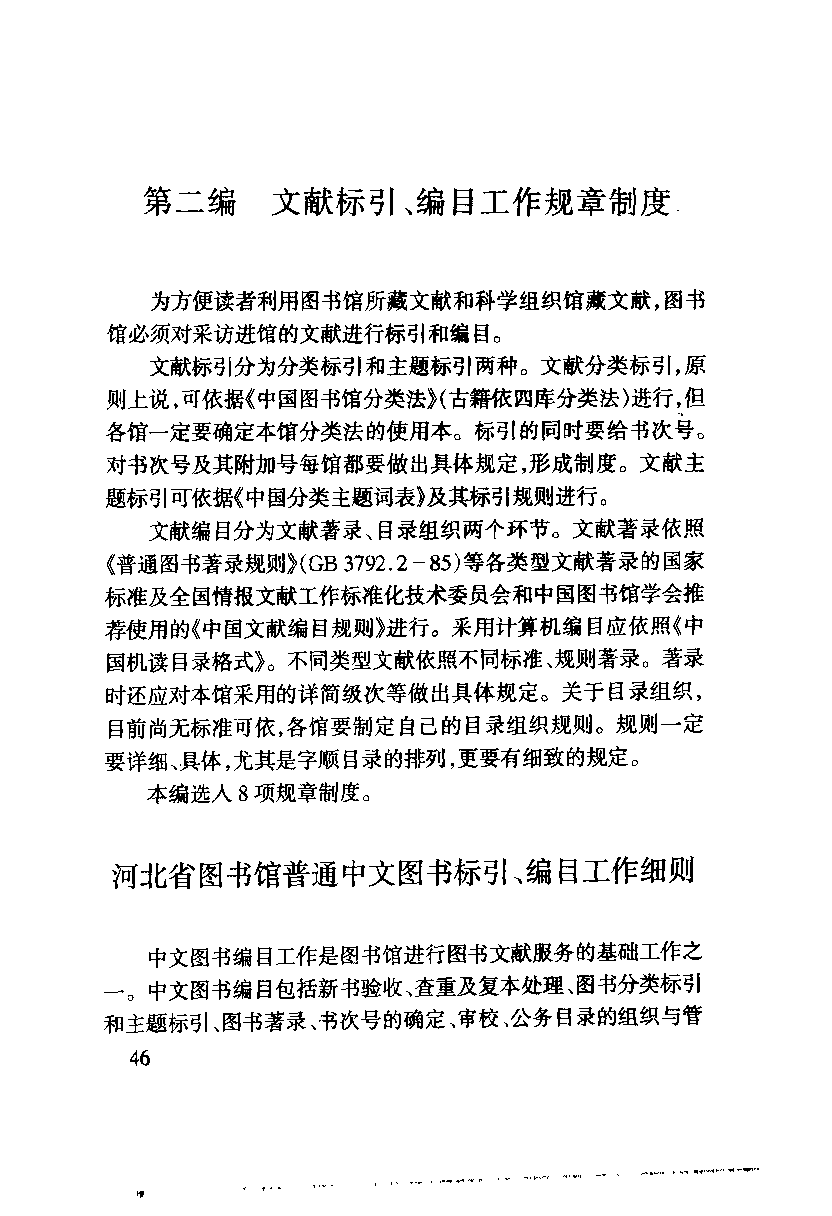 第二编　文献标引、编目工作规章制度
为方便读者利用图书馆所藏文献和科学组织馆藏文献,图书
馆必须对采访进馆的文献进行标引和编目。
文献标引分为分类标引和主题标引两种。文献分类标引,原
则上说,可依据《中国图书馆分类法》(古籍依四库分类法)进行,但
各馆一定要确定本馆分类法的使用本。标引的同时要给书次号。
对书次号及其附加号每馆都要做出具体规定,形成制度。文献主
题标引可依据《中国分类主题词表》及其标引规则进行。
文献编目分为文献著录、目录组织两个环节。文献著录依照
《普通图书著录规则》(GB 3792.2－85)等各类型文献著录的国家
标准及全国情报文献工作标准化技术委员会和中国图书馆学会推
荐使用的《中国文献编目规则》进行。采用计算机编目应依照《中
国机读目录格式》。不同类型文献依照不同标准、规则著录。著录
时还应对本馆采用的详简级次等做出具体规定。关于目录组织,
目前尚无标准可依,各馆要制定自己的目录组织规则。规则一定
要详细、具体,尤其是字顺目录的排列,更要有细致的规定。
本编选入 8 项规章制度。
河北省图书馆普通中文图书标引、编目工作细则
中文图书编目工作是图书馆进行图书文献服务的基础工作之
一。中文图书编目包括新书验收、查重及复本处理、图书分类标引
和主题标引、图书著录、书次号的确定、审校、公务目录的组织与管
46